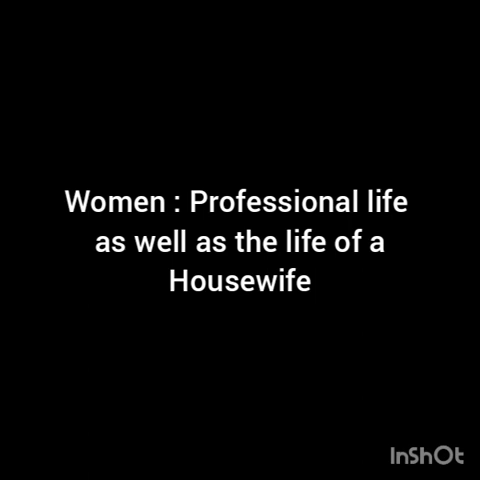 Women : Professional life
as well as the life of a
Housewife
InShOt